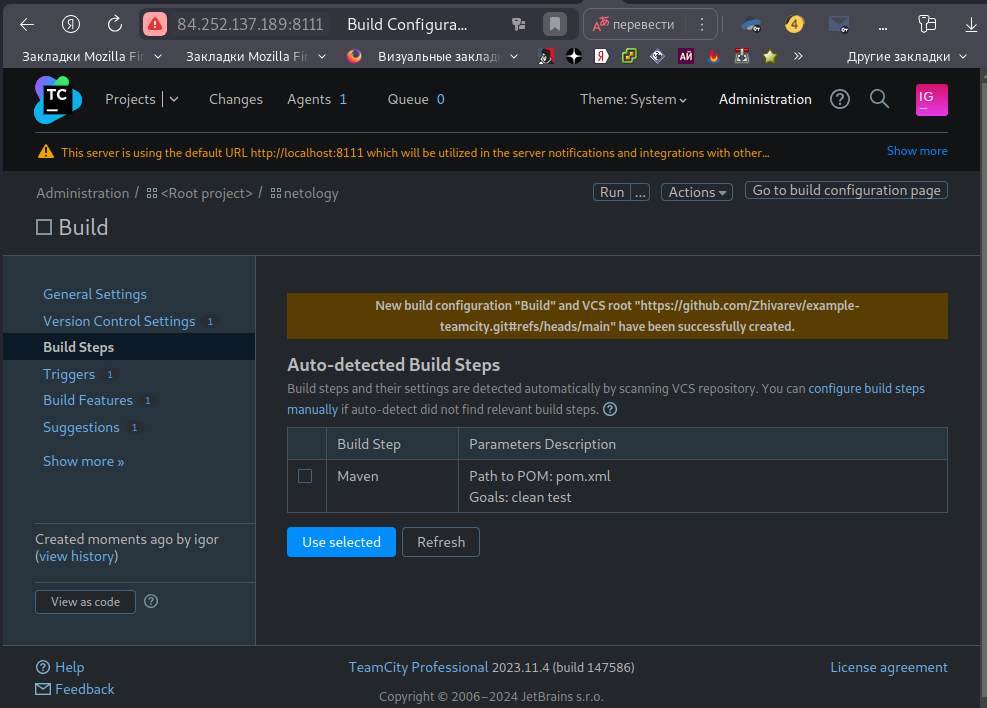 84.252.137.189:8111 Build Configura... перевести 4 ...
Закладки Mozilla Fir Закладки Mozilla Fir Визуальные заклад Я АЙ » Другие закладки
TC Projects Changes Agents 1 Queue 0 Theme: System Administration ? IG
This server is using the default URL http://localhost:8111 which will be utilized in the server notifications and integrations with other... Show more
Administration / <Root project> / netology Run ... Actions Go to build configuration page
Build
General Settings
Version Control Settings 1
Build Steps
Triggers 1
Build Features 1
Suggestions 1
Show more »
Created moments ago by igor
(view history)
View as code ?
New build configuration "Build" and VCS root "https://github.com/Zhivarev/example-
teamcity.git#refs/heads/main" have been successfully created.
Auto-detected Build Steps
Build steps and their settings are detected automatically by scanning VCS repository. You can configure build steps
manually if auto-detect did not find relevant build steps. ?
Build Step Parameters Description
Maven Path to POM: pom.xml
Goals: clean test
Use selected Refresh
? Help TeamCity Professional 2023.11.4 (build 147586) License agreement
Feedback
Copyright © 2006–2024 JetBrains s.r.o.